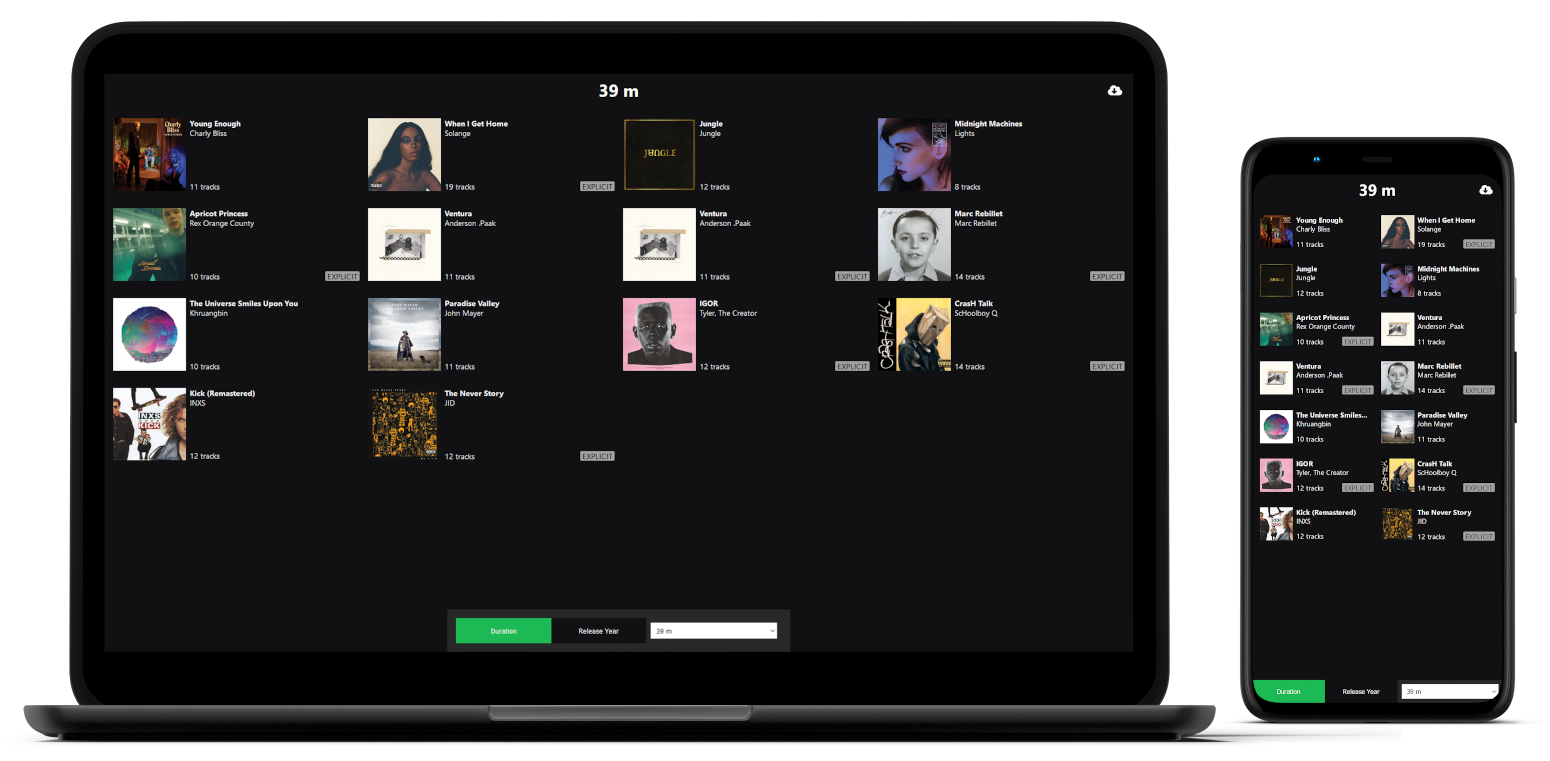 39 m
Young Enough
Charly Bliss
11 tracks
When I Get Home
Solange
19 tracks
EXPLICIT
Jungle
Jungle
12 tracks
JUNGLE
Midnight Machines
Lights
8 tracks
Apricot Princess
Rex Orange County
10 tracks
EXPLICIT
Ventura
Anderson .Paak
11 tracks
Ventura
Anderson .Paak
11 tracks
EXPLICIT
Marc Rebillet
Marc Rebillet
14 tracks
EXPLICIT
The Universe Smiles Upon You
Khruangbin
10 tracks
Paradise Valley
John Mayer
11 tracks
IGOR
Tyler, The Creator
12 tracks
EXPLICIT
CrasH Talk
ScHoolboy Q
14 tracks
EXPLICIT
Kick (Remastered)
INXS
12 tracks
INXS
KICK
The Never Story
JID
12 tracks
EXPLICIT
Duration
Release Year
39 m
39 m
Young Enough
Charly Bliss
11 tracks
When I Get Home
Solange
19 tracks
EXPLICIT
Jungle
Jungle
12 tracks
Midnight Machines
Lights
8 tracks
Apricot Princess
Rex Orange County
10 tracks
EXPLICIT
Ventura
Anderson .Paak
11 tracks
Ventura
Anderson .Paak
11 tracks
EXPLICIT
Marc Rebillet
Marc Rebillet
14 tracks
EXPLICIT
The Universe Smiles...
Khruangbin
10 tracks
Paradise Valley
John Mayer
11 tracks
IGOR
Tyler, The Creator
12 tracks
EXPLICIT
CrasH Talk
ScHoolboy Q
14 tracks
EXPLICIT
Kick (Remastered)
INXS
12 tracks
The Never Story
JID
12 tracks
EXPLICIT
Duration
Release Year
39 m